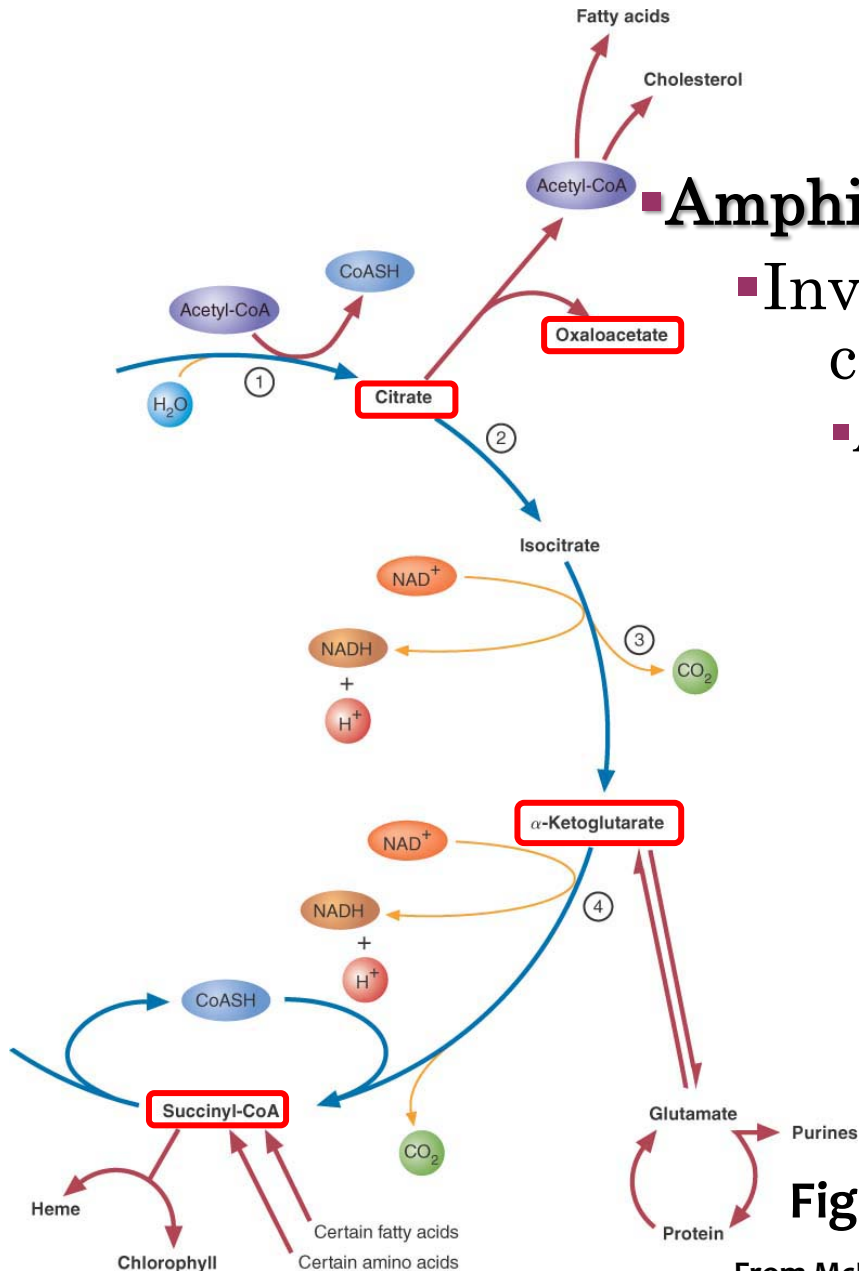 Fatty acids
Cholesterol
Acetyl-CoA
▪Amphi
▪Inv
c
CoASH
Acetyl-CoA
Oxaloacetate
H₂O
1
Citrate
2
Isocitrate
NAD⁺
3
NADH
CO₂
+
H⁺
α-Ketoglutarate
NAD⁺
4
NADH
+
H⁺
CoASH
Succinyl-CoA
Glutamate
Purines
CO₂
Heme
Certain fatty acids
Protein
Fig
Chlorophyll
Certain amino acids